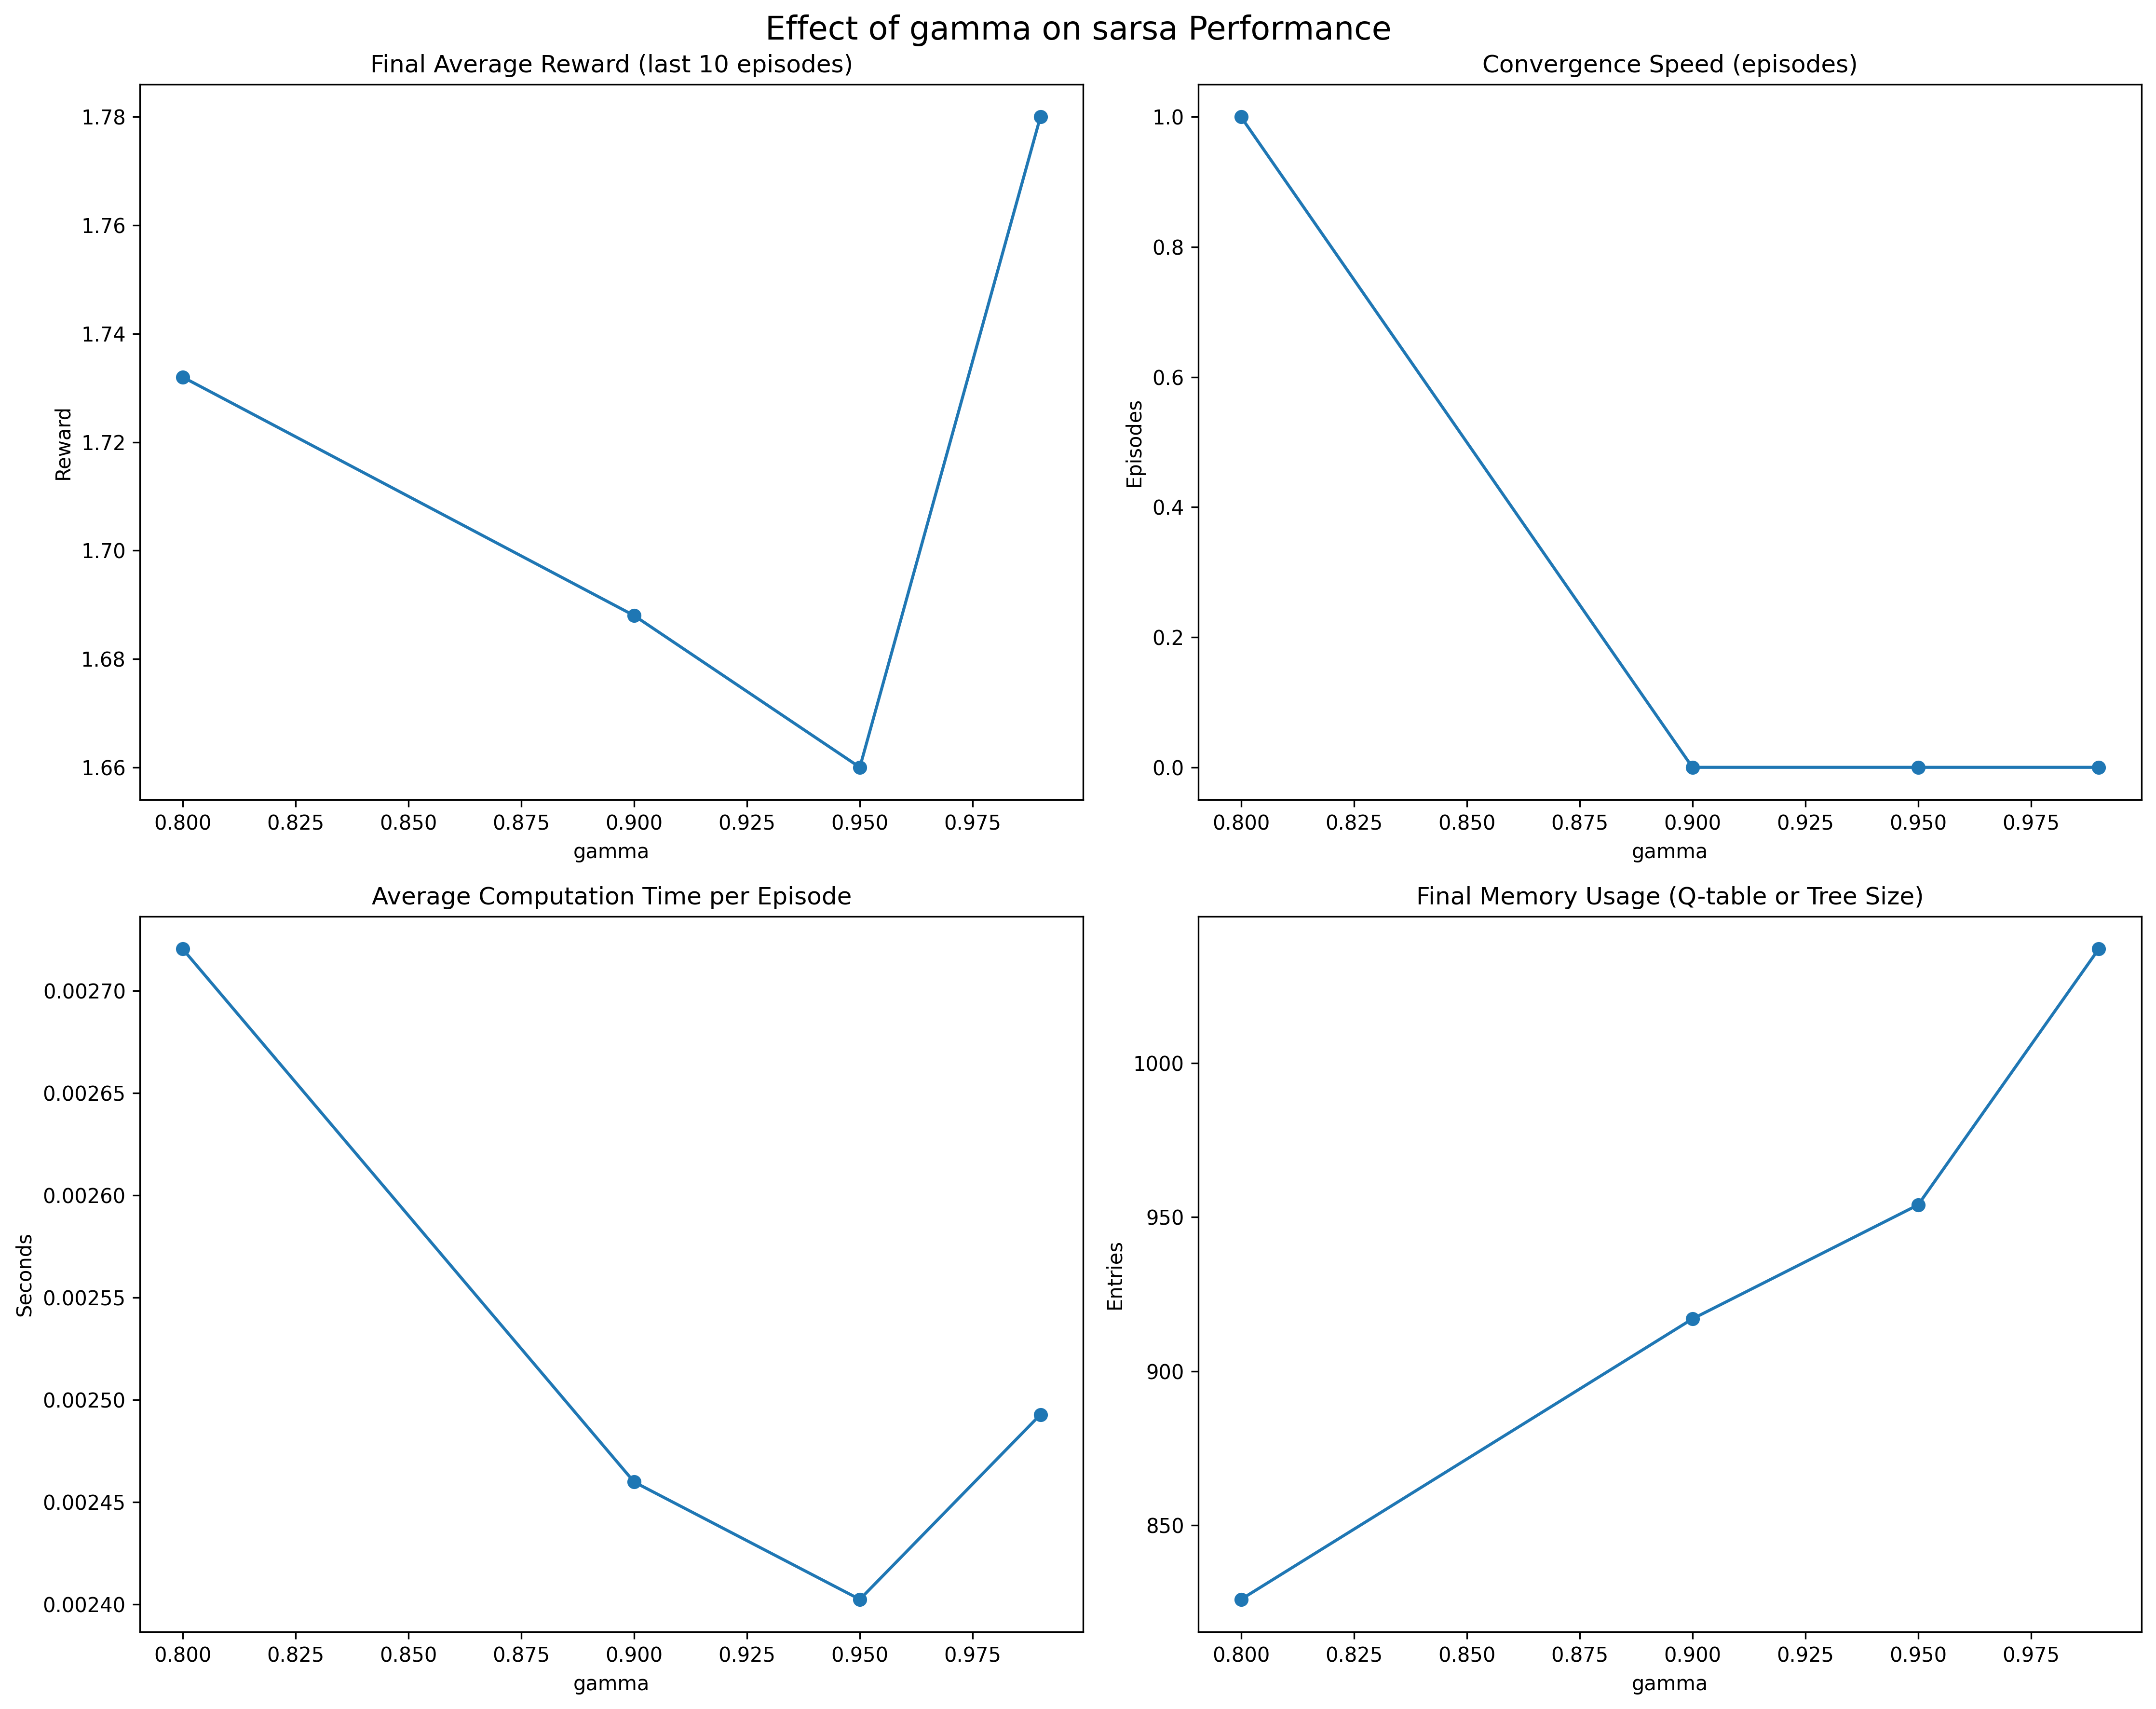 Effect of gamma on sarsa Performance
Final Average Reward (last 10 episodes)
1.78
1.76
1.74
1.72
1.70
1.68
1.66
Reward
0.800 0.825 0.850 0.875 0.900 0.925 0.950 0.975
gamma
Convergence Speed (episodes)
1.0
0.8
0.6
0.4
0.2
0.0
Episodes
0.800 0.825 0.850 0.875 0.900 0.925 0.950 0.975
gamma
Average Computation Time per Episode
0.00270
0.00265
0.00260
0.00255
0.00250
0.00245
0.00240
Seconds
0.800 0.825 0.850 0.875 0.900 0.925 0.950 0.975
gamma
Final Memory Usage (Q-table or Tree Size)
1000
950
900
850
Entries
0.800 0.825 0.850 0.875 0.900 0.925 0.950 0.975
gamma